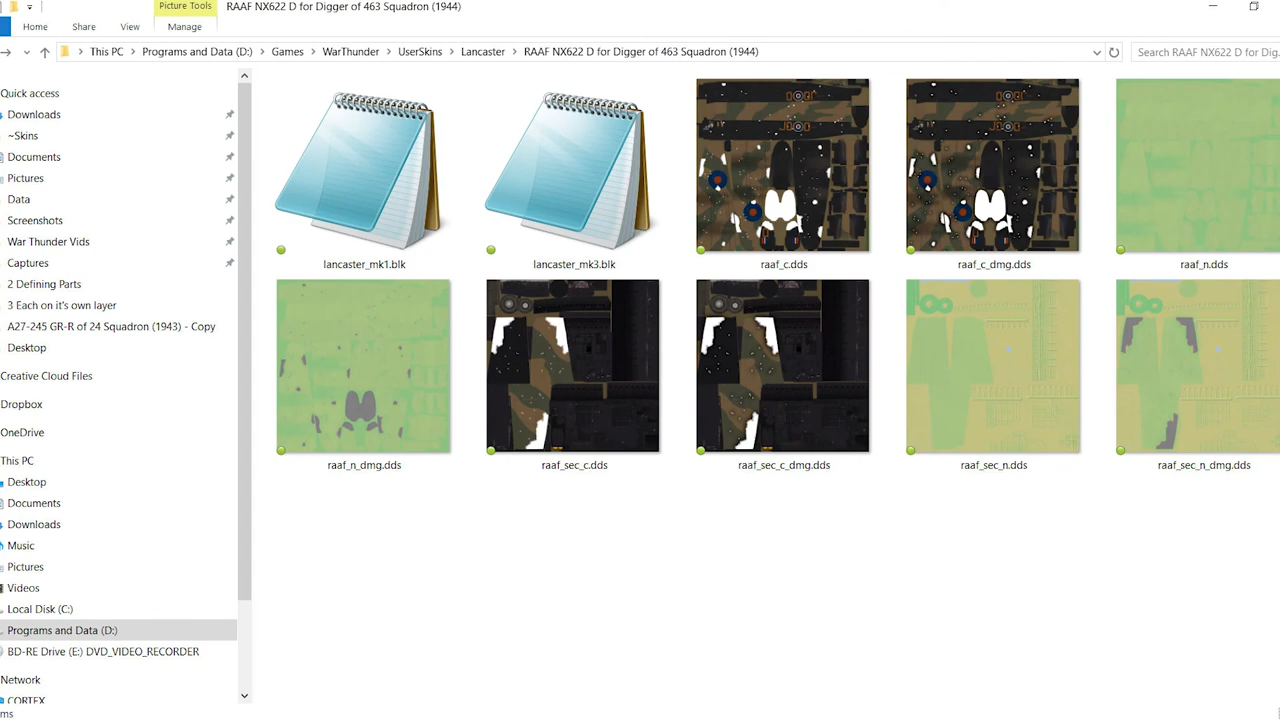 Picture Tools
RAAF NX622 D for Digger of 463 Squadron (1944)
Home
Share
View
Manage
This PC
Programs and Data (D:)
Games
WarThunder
UserSkins
Lancaster
RAAF NX622 D for Digger of 463 Squadron (1944)
Search RAAF NX622 D for Dig...
Quick access
Downloads
~Skins
Documents
Pictures
Data
Screenshots
War Thunder Vids
Captures
2 Defining Parts
3 Each on it's own layer
A27-245 GR-R of 24 Squadron (1943) - Copy
Desktop
Creative Cloud Files
Dropbox
OneDrive
This PC
Desktop
Documents
Downloads
Music
Pictures
Videos
Local Disk (C:)
Programs and Data (D:)
BD-RE Drive (E:) DVD_VIDEO_RECORDER
Network
CORTEX
ms
lancaster_mk1.blk
lancaster_mk3.blk
raaf_c.dds
raaf_c_dmg.dds
raaf_n.dds
raaf_n_dmg.dds
raaf_sec_c.dds
raaf_sec_c_dmg.dds
raaf_sec_n.dds
raaf_sec_n_dmg.dds